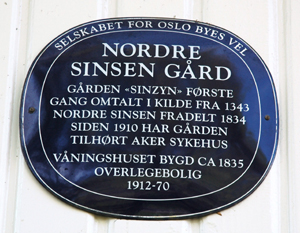 SELSKABET FOR OSLO BYES VEL
NORDRE
SINSEN GÅRD
GÅRDEN «SINZYN» FØRSTE
GANG OMTALT I KILDE FRA 1343
NORDRE SINSEN FRADELT 1834
SIDEN 1910 HAR GÅRDEN
TILHØRT AKER SYKEHUS
VÅNINGSHUSET BYGD CA 1835
OVERLEGEBOLIG
1912-70